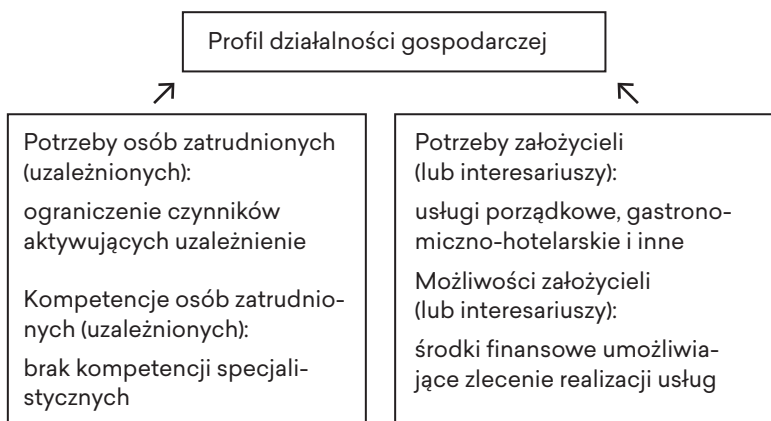 Profil działalności gospodarczej
Potrzeby osób zatrudnionych
(uzależnionych):
ograniczenie czynników
aktywujących uzależnienie
Kompetencje osób zatrudnio-
nych (uzależnionych):
brak kompetencji specjali-
stycznych
Potrzeby założycieli
(lub interesariuszy):
usługi porządkowe, gastrono-
miczno-hotelarskie i inne
Możliwości założycieli
(lub interesariuszy):
środki finansowe umożliwia-
jące zlecenie realizacji usług